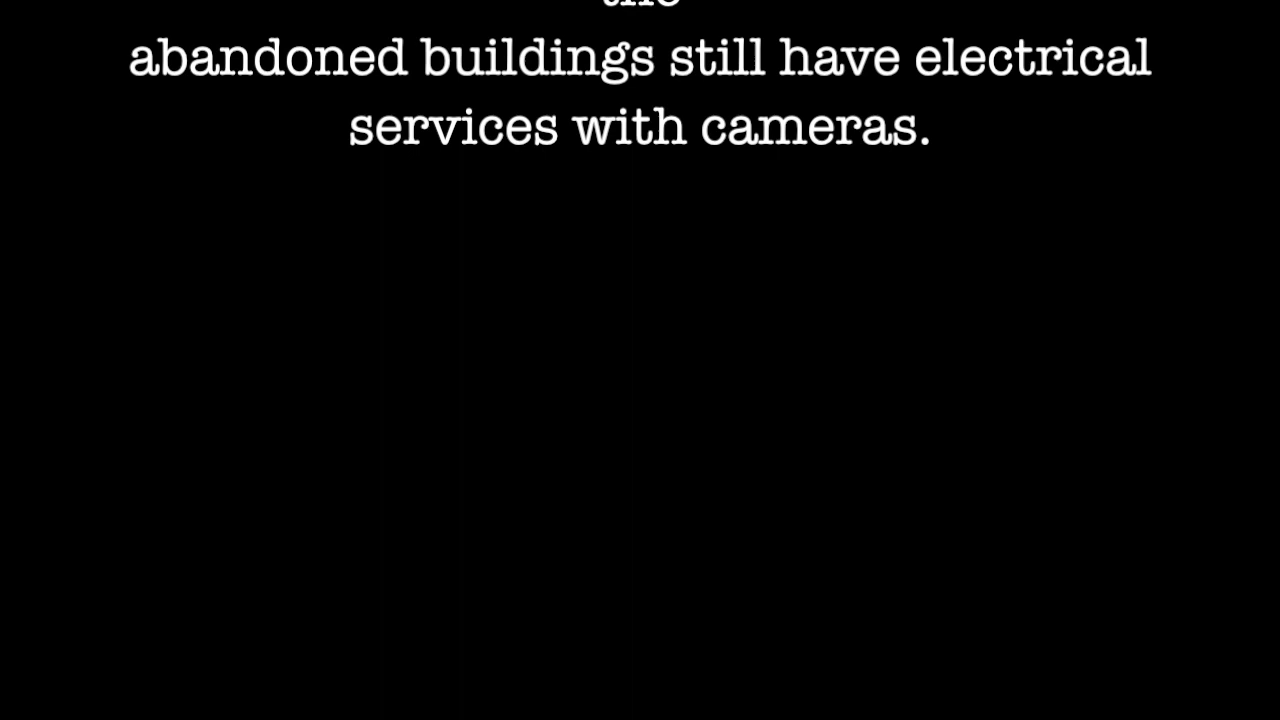 the
abandoned buildings still have electrical
services with cameras.